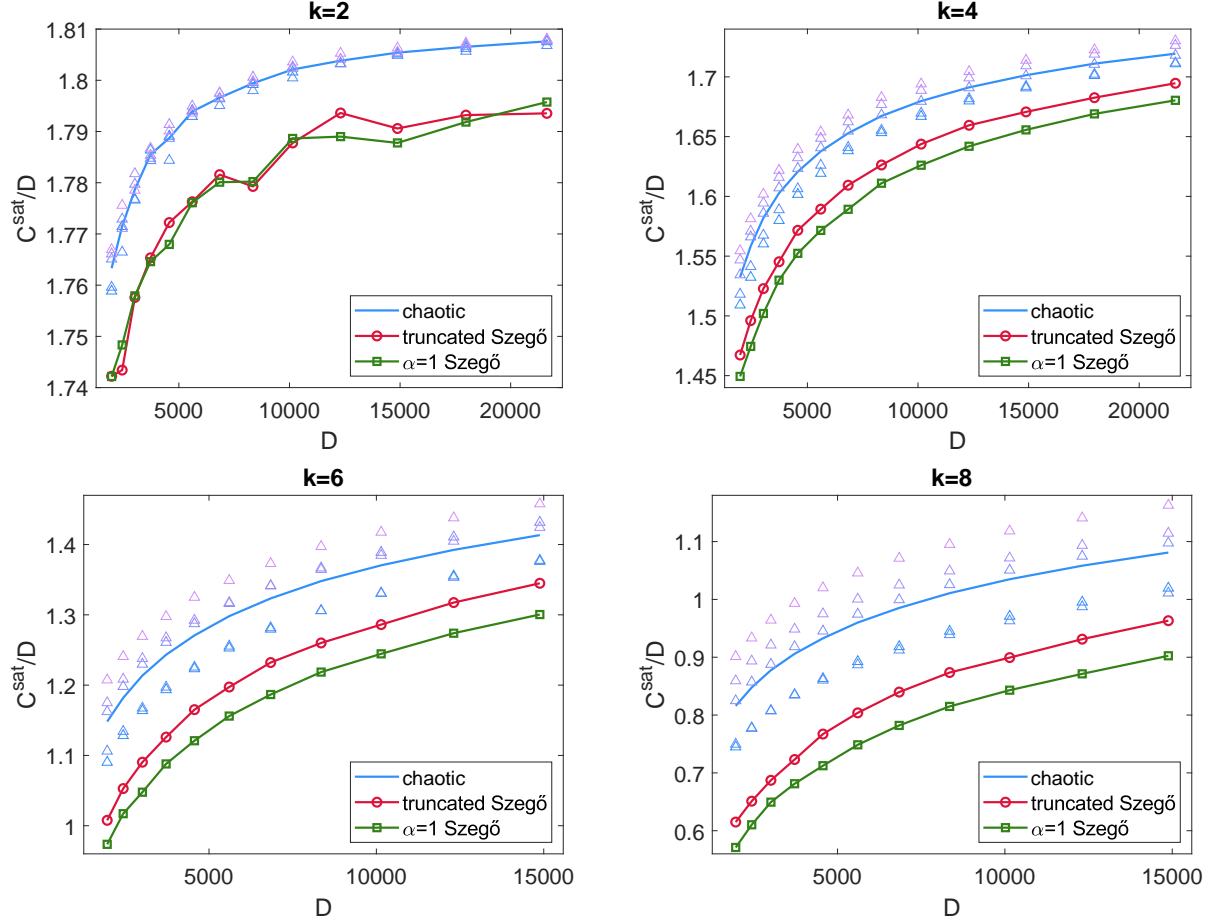 k=2
1.81
1.8
1.79
1.78
1.77
1.76
1.75
1.74
C^sat/D
5000 10000 15000 20000
D
chaotic
truncated Szegő
α=1 Szegő
k=4
1.7
1.65
1.6
1.55
1.5
1.45
C^sat/D
5000 10000 15000 20000
D
chaotic
truncated Szegő
α=1 Szegő
k=6
1.4
1.3
1.2
1.1
1
C^sat/D
5000 10000 15000
D
chaotic
truncated Szegő
α=1 Szegő
k=8
1.1
1
0.9
0.8
0.7
0.6
C^sat/D
5000 10000 15000
D
chaotic
truncated Szegő
α=1 Szegő